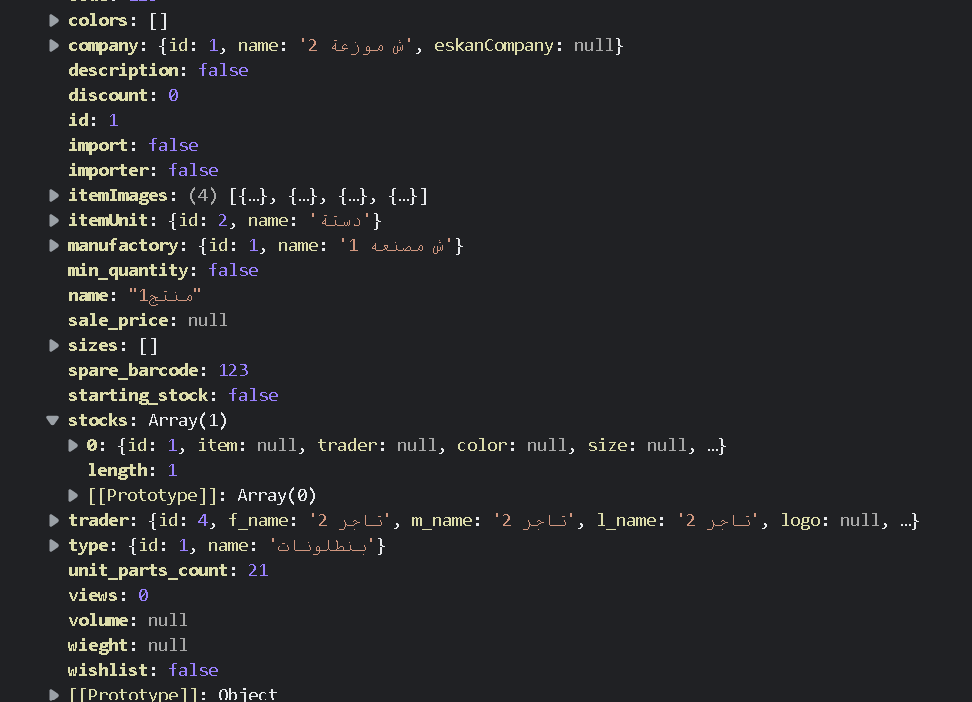 colors: []
company: {id: 1, name: 'ش موزعة 2', eskanCompany: null}
description: false
discount: 0
id: 1
import: false
importer: false
itemImages: (4) [{…}, {…}, {…}, {…}]
itemUnit: {id: 2, name: 'دستة'}
manufactory: {id: 1, name: 'ش مصنعه 1'}
min_quantity: false
name: "منتج1"
sale_price: null
sizes: []
spare_barcode: 123
starting_stock: false
stocks: Array(1)
0: {id: 1, item: null, trader: null, color: null, size: null, …}
length: 1
[[Prototype]]: Array(0)
trader: {id: 4, f_name: 'تاجر 2', m_name: 'تاجر 2', l_name: 'تاجر 2', logo: null, …}
type: {id: 1, name: 'بنطلونات'}
unit_parts_count: 21
views: 0
volume: null
wieght: null
wishlist: false
[[Prototype]]: Object